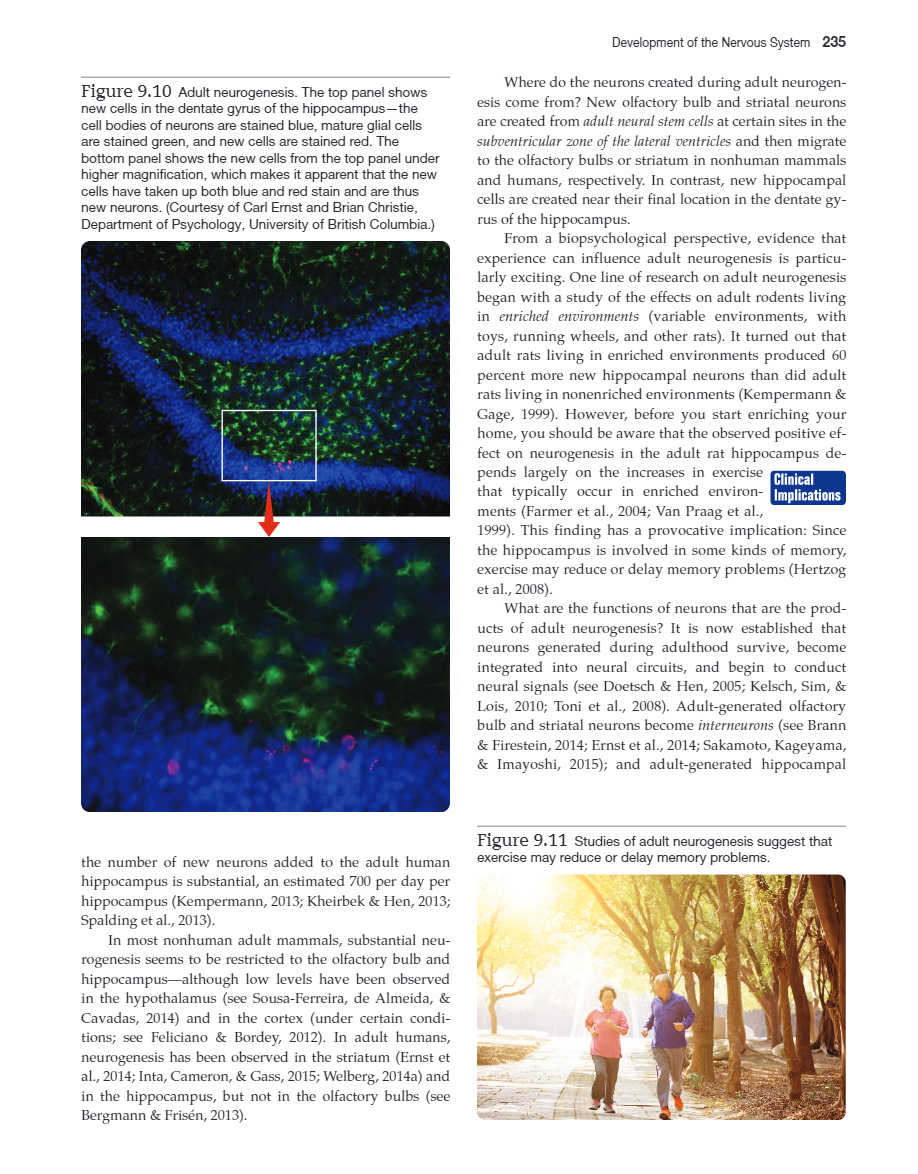 Development of the Nervous System 235
Figure 9.10 Adult neurogenesis. The top panel shows
new cells in the dentate gyrus of the hippocampus—the
cell bodies of neurons are stained blue, mature glial cells
are stained green, and new cells are stained red. The
bottom panel shows the new cells from the top panel under
higher magnification, which makes it apparent that the new
cells have taken up both blue and red stain and are thus
new neurons. (Courtesy of Carl Ernst and Brian Christie,
Department of Psychology, University of British Columbia.)
the number of new neurons added to the adult human
hippocampus is substantial, an estimated 700 per day per
hippocampus (Kempermann, 2013; Kheirbek & Hen, 2013;
Spalding et al., 2013).
In most nonhuman adult mammals, substantial neu-
rogenesis seems to be restricted to the olfactory bulb and
hippocampus—although low levels have been observed
in the hypothalamus (see Sousa-Ferreira, de Almeida, &
Cavadas, 2014) and in the cortex (under certain condi-
tions; see Feliciano & Bordey, 2012). In adult humans,
neurogenesis has been observed in the striatum (Ernst et
al., 2014; Inta, Cameron, & Gass, 2015; Welberg, 2014a) and
in the hippocampus, but not in the olfactory bulbs (see
Bergmann & Frisén, 2013).
Where do the neurons created during adult neurogen-
esis come from? New olfactory bulb and striatal neurons
are created from adult neural stem cells at certain sites in the
subventricular zone of the lateral ventricles and then migrate
to the olfactory bulbs or striatum in nonhuman mammals
and humans, respectively. In contrast, new hippocampal
cells are created near their final location in the dentate gy-
rus of the hippocampus.
From a biopsychological perspective, evidence that
experience can influence adult neurogenesis is particu-
larly exciting. One line of research on adult neurogenesis
began with a study of the effects on adult rodents living
in enriched environments (variable environments, with
toys, running wheels, and other rats). It turned out that
adult rats living in enriched environments produced 60
percent more new hippocampal neurons than did adult
rats living in nonenriched environments (Kempermann &
Gage, 1999). However, before you start enriching your
home, you should be aware that the observed positive ef-
fect on neurogenesis in the adult rat hippocampus de-
pends largely on the increases in exercise
that typically occur in enriched environ-
ments (Farmer et al., 2004; Van Praag et al.,
Clinical
Implications
1999). This finding has a provocative implication: Since
the hippocampus is involved in some kinds of memory,
exercise may reduce or delay memory problems (Hertzog
et al., 2008).
What are the functions of neurons that are the prod-
ucts of adult neurogenesis? It is now established that
neurons generated during adulthood survive, become
integrated into neural circuits, and begin to conduct
neural signals (see Doetsch & Hen, 2005; Kelsch, Sim, &
Lois, 2010; Toni et al., 2008). Adult-generated olfactory
bulb and striatal neurons become interneurons (see Brann
& Firestein, 2014; Ernst et al., 2014; Sakamoto, Kageyama,
& Imayoshi, 2015); and adult-generated hippocampal
Figure 9.11 Studies of adult neurogenesis suggest that
exercise may reduce or delay memory problems.